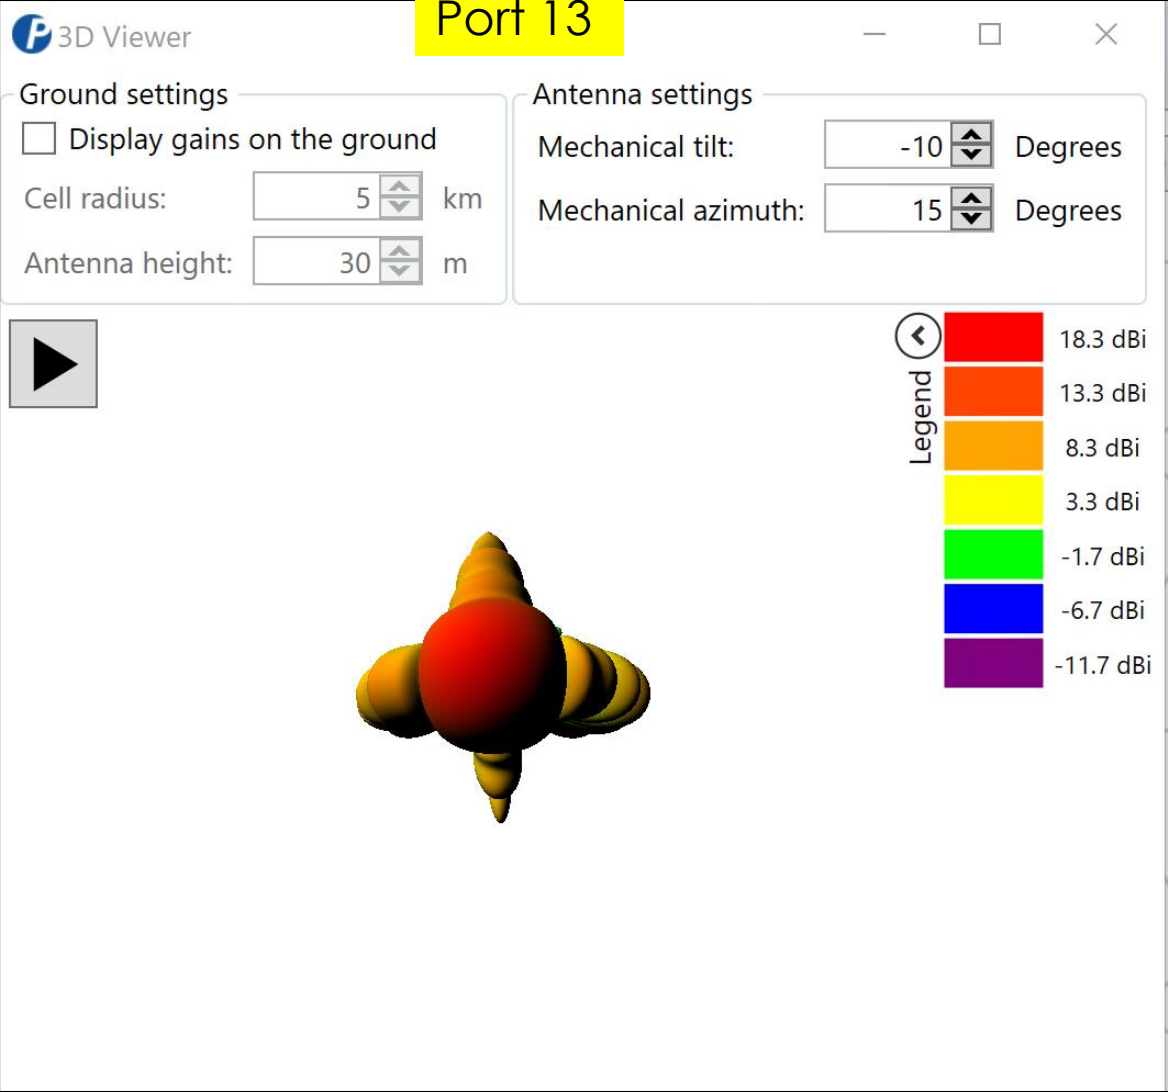 Port 13
3D Viewer
Ground settings
Display gains on the ground
Cell radius: 5 km
Antenna height: 30 m
Antenna settings
Mechanical tilt: -10 Degrees
Mechanical azimuth: 15 Degrees
Legend
18.3 dBi
13.3 dBi
8.3 dBi
3.3 dBi
-1.7 dBi
-6.7 dBi
-11.7 dBi